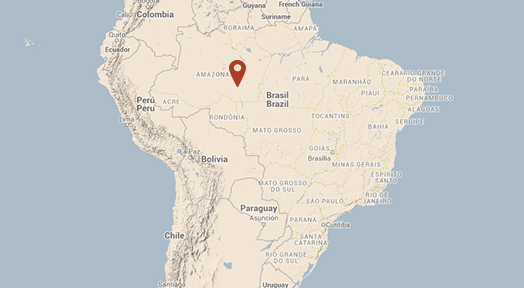 Colombia
Guyana
French Guiana
Suriname
Cali
RORAIMA
AMAPÁ
Quito
Ecuador
AMAZONAS
PARÁ
MARANHÃO
CEARÁ
RIO GRANDE
DO NORTE
PARAÍBA
PIAUÍ
PERNAMBUCO
Brasil
Brazil
Perú
Peru
ACRE
ALAGOAS
SERGIPE
RONDÔNIA
TOCANTINS
BAHIA
Lima
MATO GROSSO
GOIÁS
Brasília
La Paz
Bolivia
MINAS GERAIS
ESPÍRITO
SANTO
MATO GROSSO
DO SUL
RIO DE
JANEIRO
SÃO PAULO
Paraguay
Asunción
PARANÁ
Curitiba
Chile
SANTA
CATARINA
RIO GRANDE
DO SUL
Santiago
Uruguay